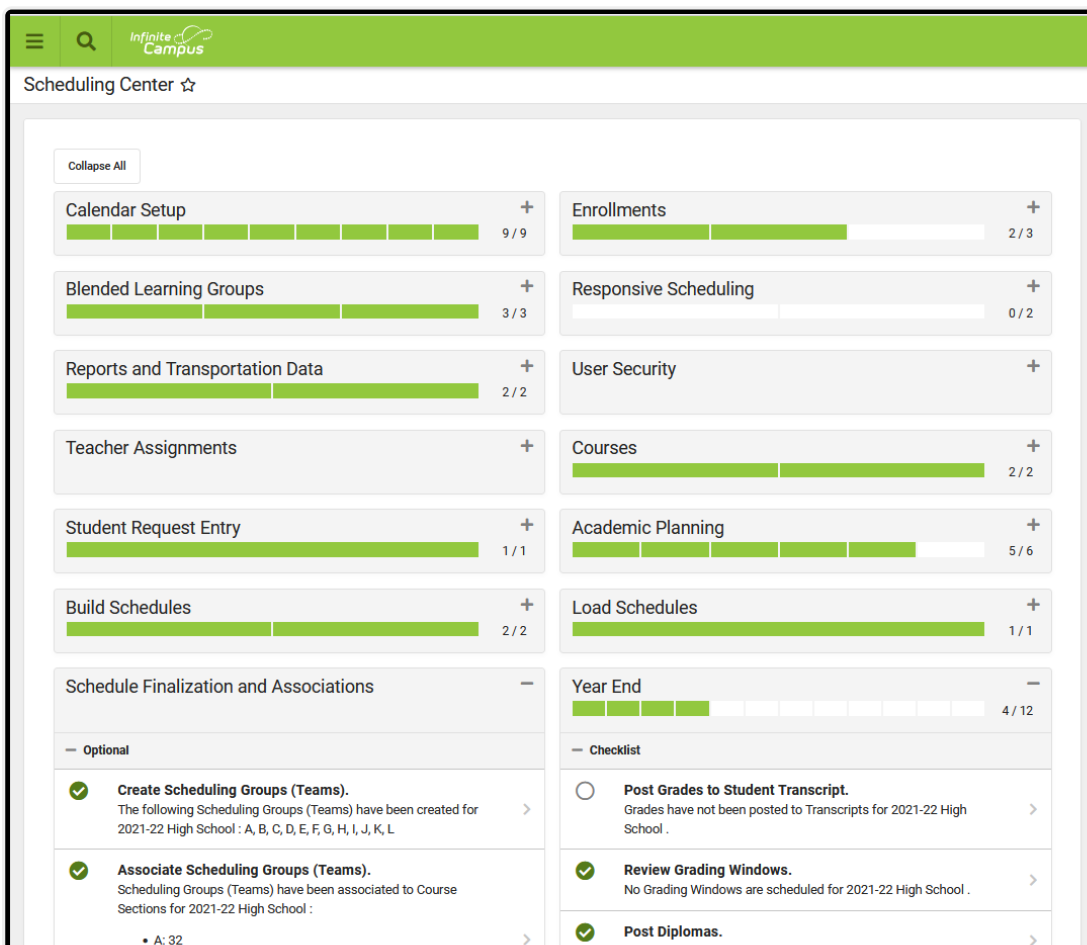 Infinite
Campus
Scheduling Center
Collapse All
Calendar Setup
9 / 9
Enrollments
2 / 3
Blended Learning Groups
3 / 3
Responsive Scheduling
0 / 2
Reports and Transportation Data
2 / 2
User Security
Teacher Assignments
Courses
2 / 2
Student Request Entry
1 / 1
Academic Planning
5 / 6
Build Schedules
2 / 2
Load Schedules
1 / 1
Schedule Finalization and Associations
Optional
Create Scheduling Groups (Teams).
The following Scheduling Groups (Teams) have been created for
2021-22 High School : A, B, C, D, E, F, G, H, I, J, K, L
Associate Scheduling Groups (Teams).
Scheduling Groups (Teams) have been associated to Course
Sections for 2021-22 High School :
• A: 32
Year End
4 / 12
Checklist
Post Grades to Student Transcript.
Grades have not been posted to Transcripts for 2021-22 High
School .
Review Grading Windows.
No Grading Windows are scheduled for 2021-22 High School .
Post Diplomas.